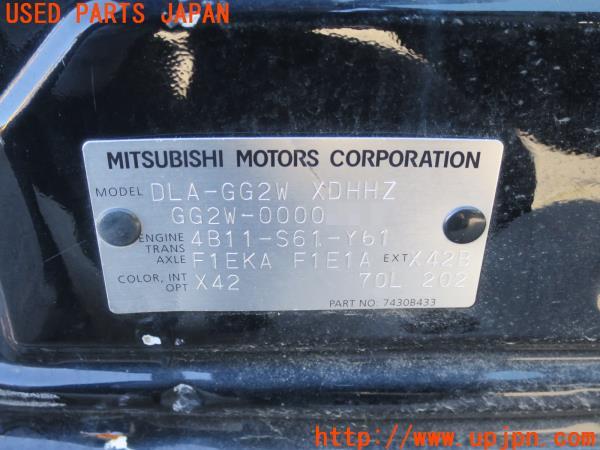 USED PARTS JAPAN
MITSUBISHI MOTORS CORPORATION
MODEL DLA-GG2W XDHHZ
GG2W-0000
ENGINE 4B11-S61-Y61
TRANS AXLE F1EKA F1E1A EXT X42B
COLOR, INT OPT X42 70L 202
PART NO: 7430B433
http://www.upjpn.com/